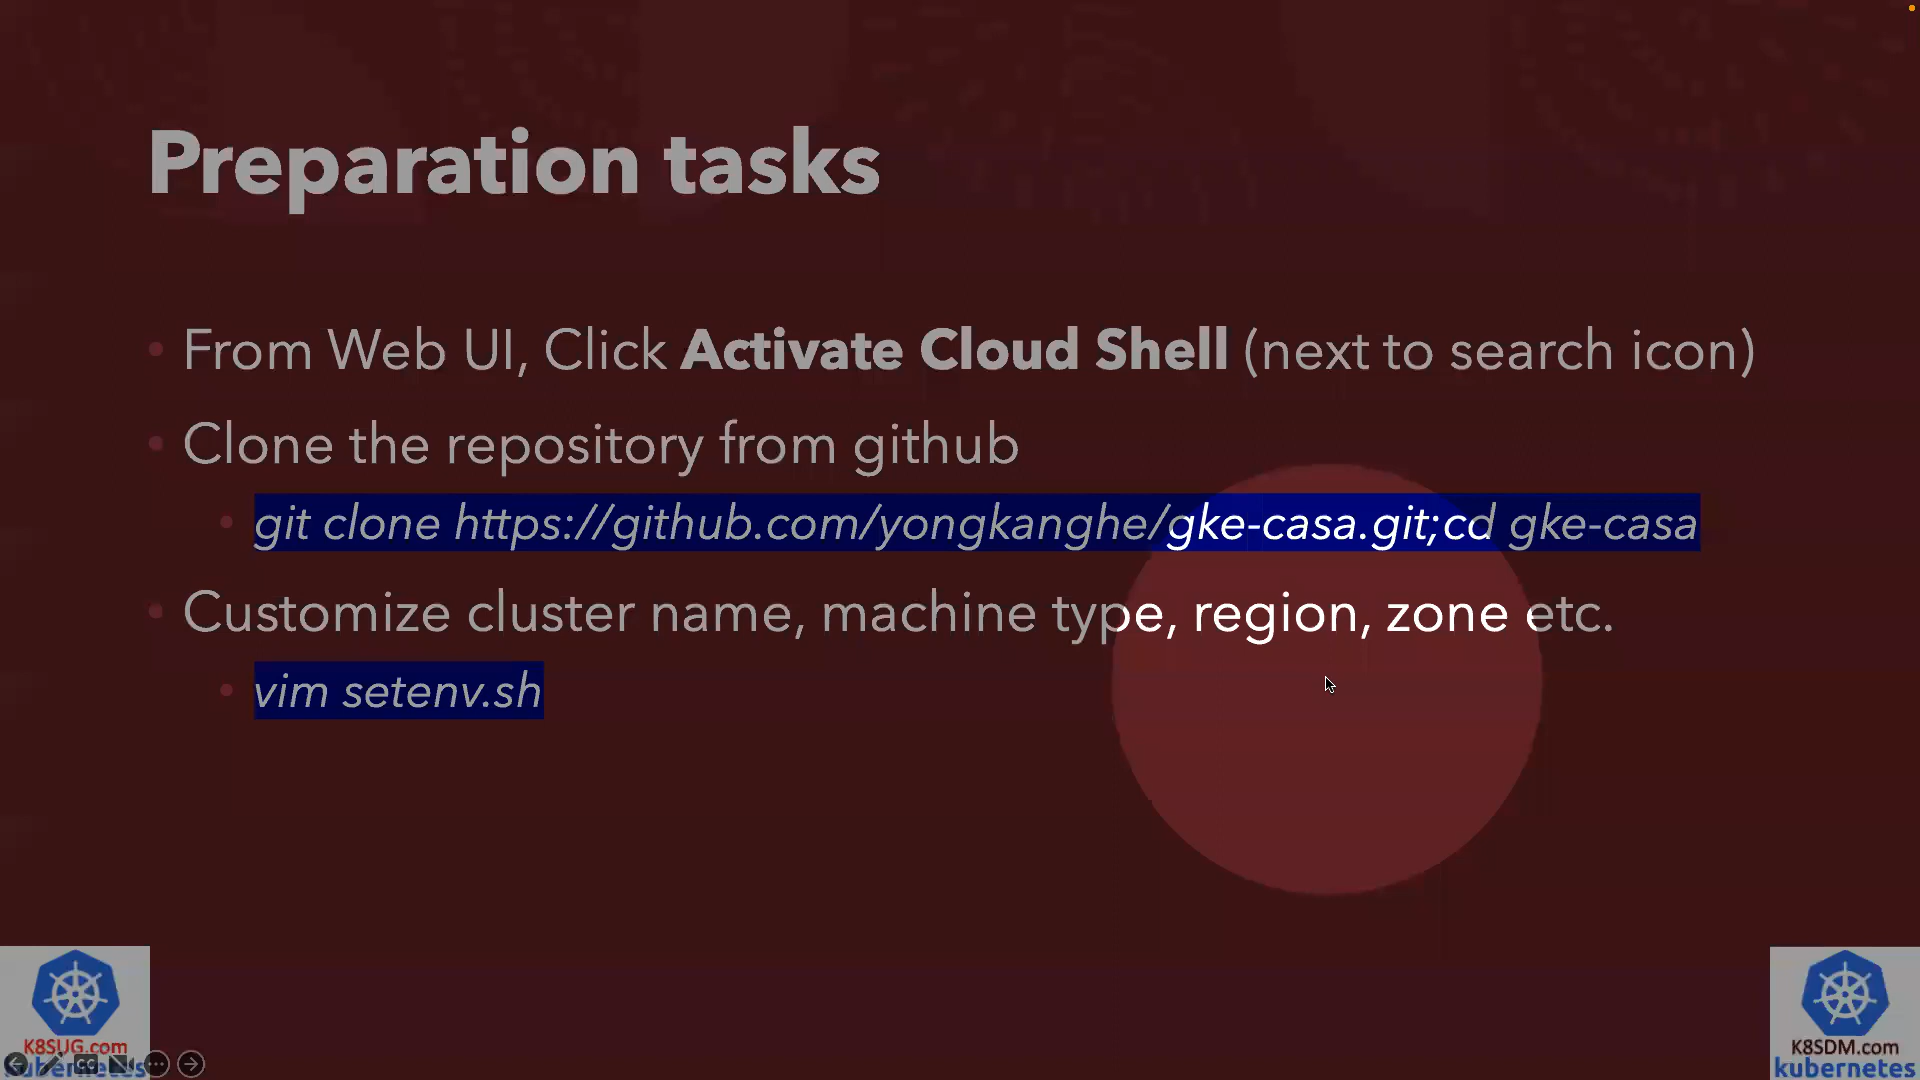 Preparation tasks
• From Web UI, Click Activate Cloud Shell (next to search icon)
• Clone the repository from github
• git clone https://github.com/yongkanghe/gke-casa.git;cd gke-casa
• Customize cluster name, machine type, region, zone etc.
• vim setenv.sh
K8SUG.com
kubernetes
K8SDM.com
kubernetes